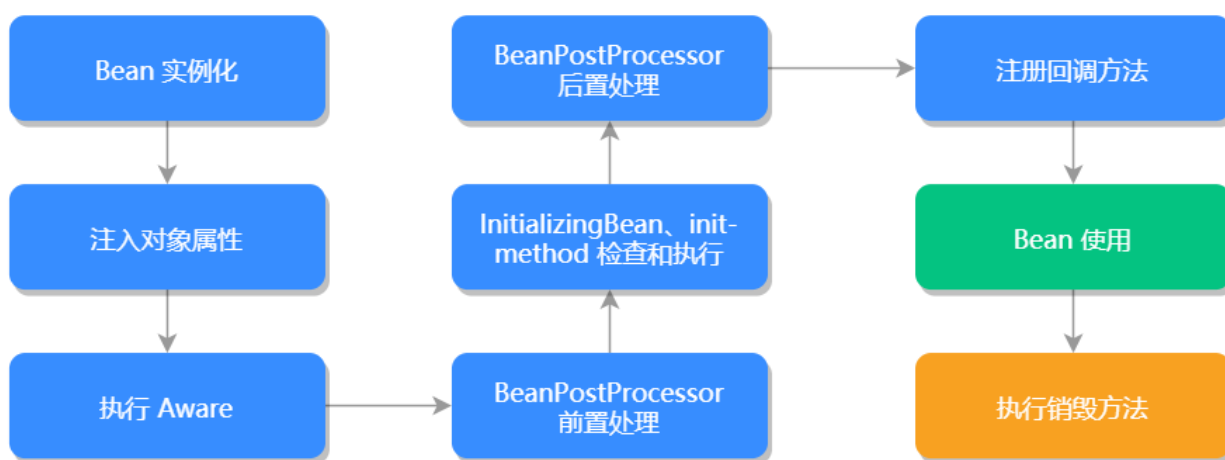 Bean 实例化
注入对象属性
执行 Aware
BeanPostProcessor
前置处理
InitializingBean、init-
method 检查和执行
BeanPostProcessor
后置处理
注册回调方法
Bean 使用
执行销毁方法